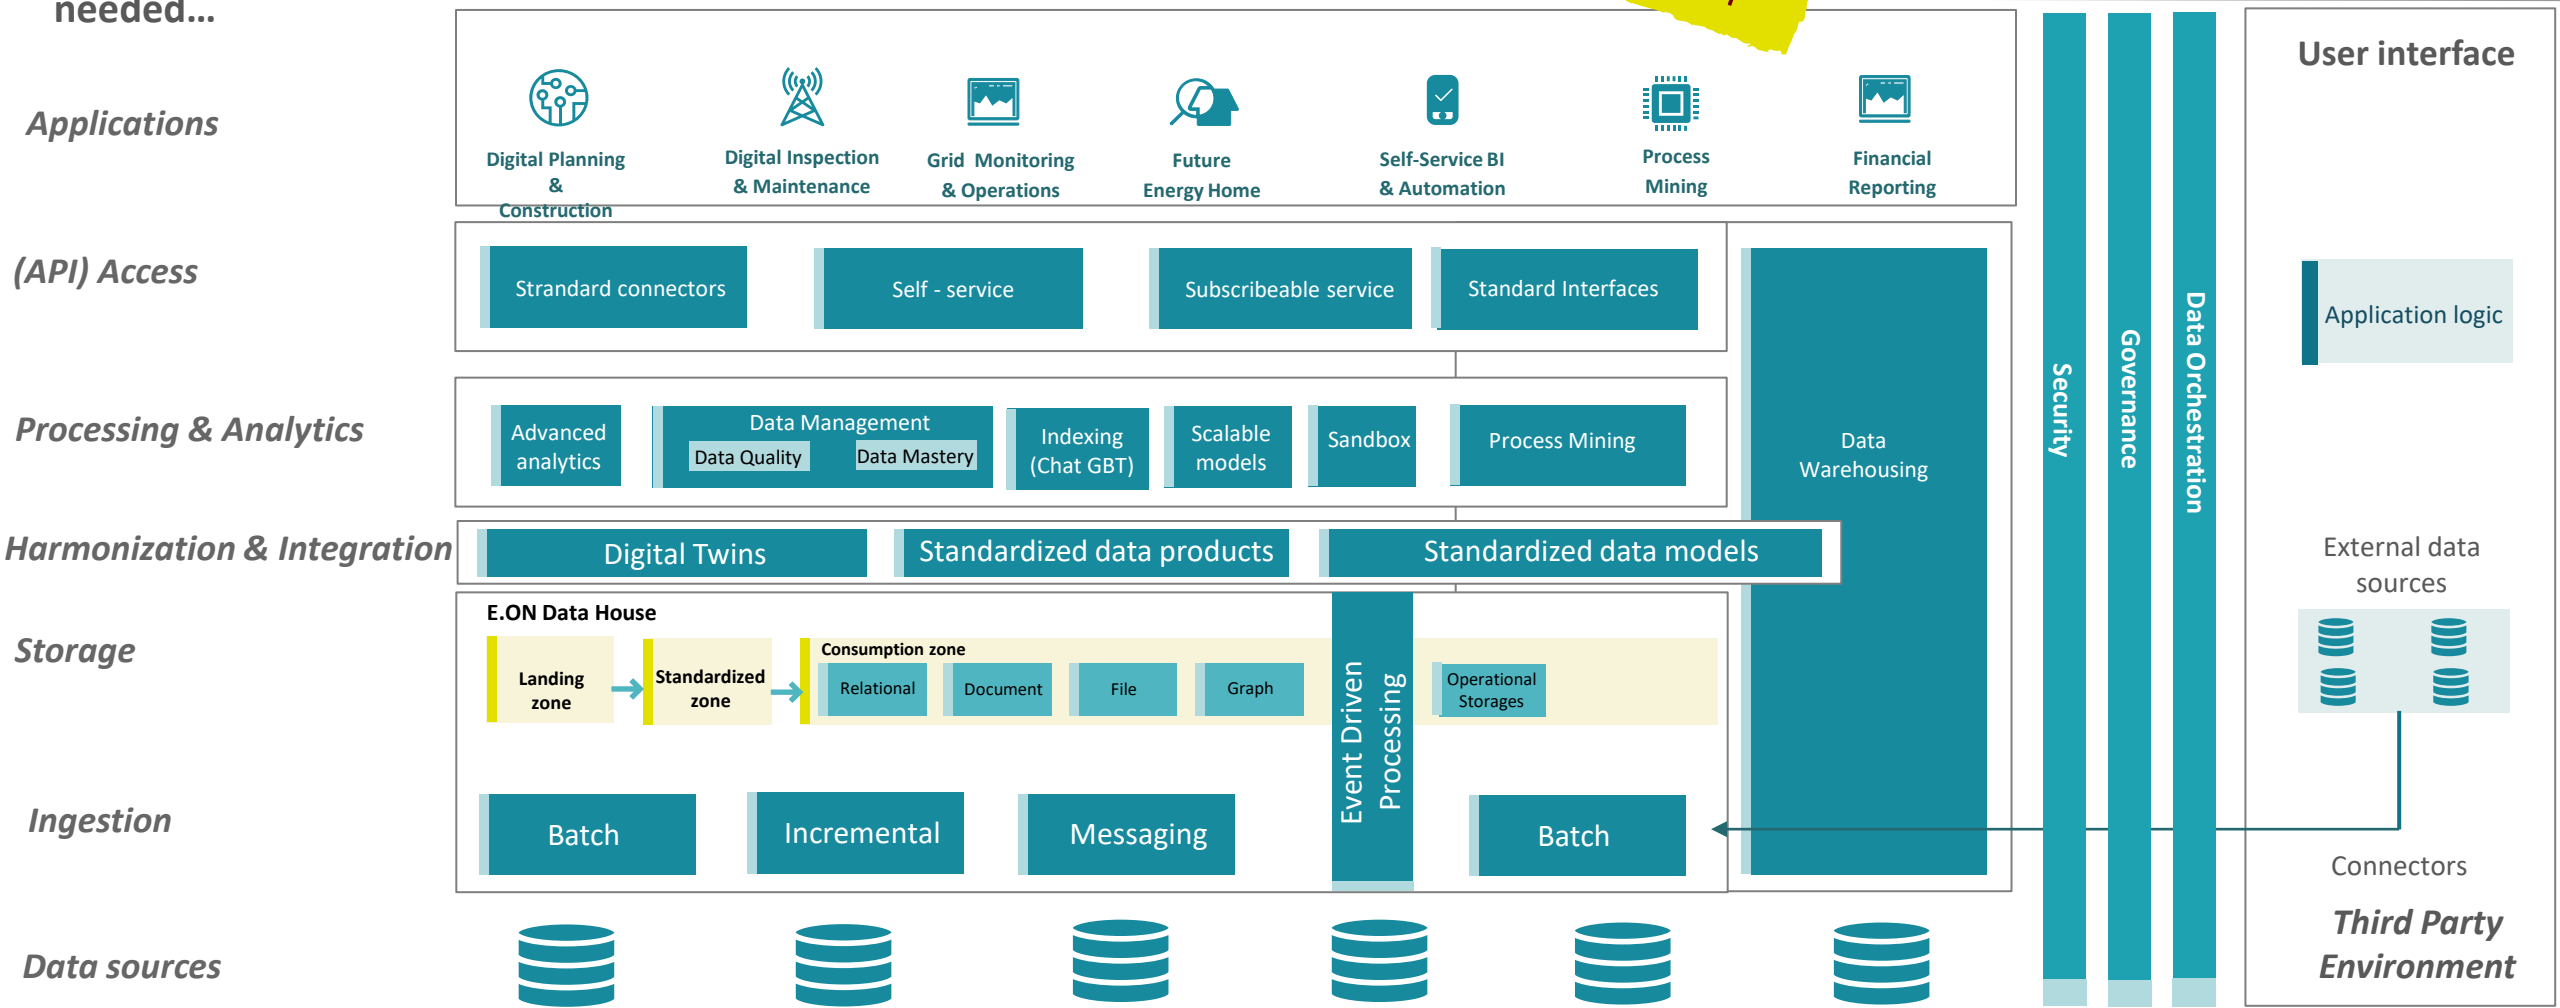 needed...
Applications
Digital Planning
&
Construction
Digital Inspection
& Maintenance
Grid Monitoring
& Operations
Future
Energy Home
Self-Service BI
& Automation
Process
Mining
Financial
Reporting
(API) Access
Strandard connectors
Self - service
Subscribeable service
Standard Interfaces
Processing & Analytics
Advanced
analytics
Data Management
Data Quality
Data Mastery
Indexing
(Chat GBT)
Scalable
models
Sandbox
Process Mining
Data
Warehousing
Harmonization & Integration
Digital Twins
Standardized data products
Standardized data models
Storage
E.ON Data House
Landing
zone
Standardized
zone
Consumption zone
Relational
Document
File
Graph
Event Driven
Processing
Operational
Storages
Ingestion
Batch
Incremental
Messaging
Batch
Data sources
Security
Governance
Data Orchestration
User interface
Application logic
External data
sources
Connectors
Third Party
Environment